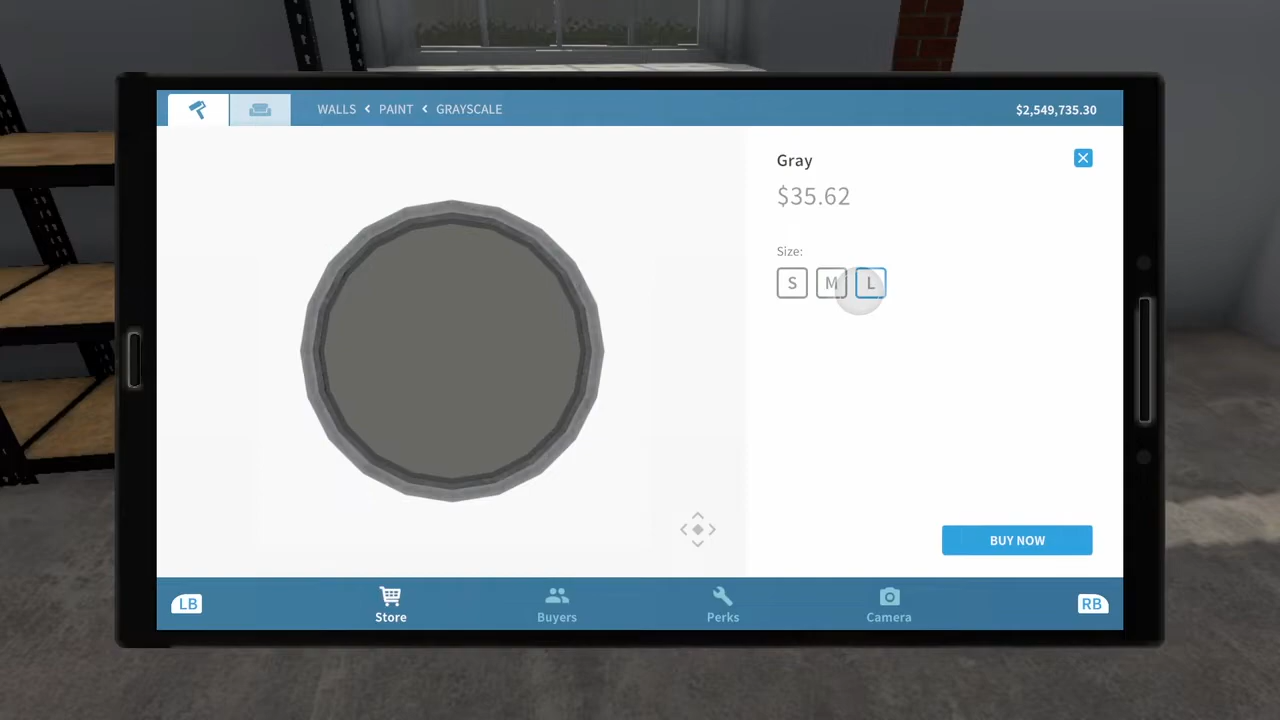 WALLS < PAINT < GRAYSCALE
$2,549,735.30
Gray
$35.62
Size:
S M L
BUY NOW
LB
Store
Buyers
Perks
Camera
RB